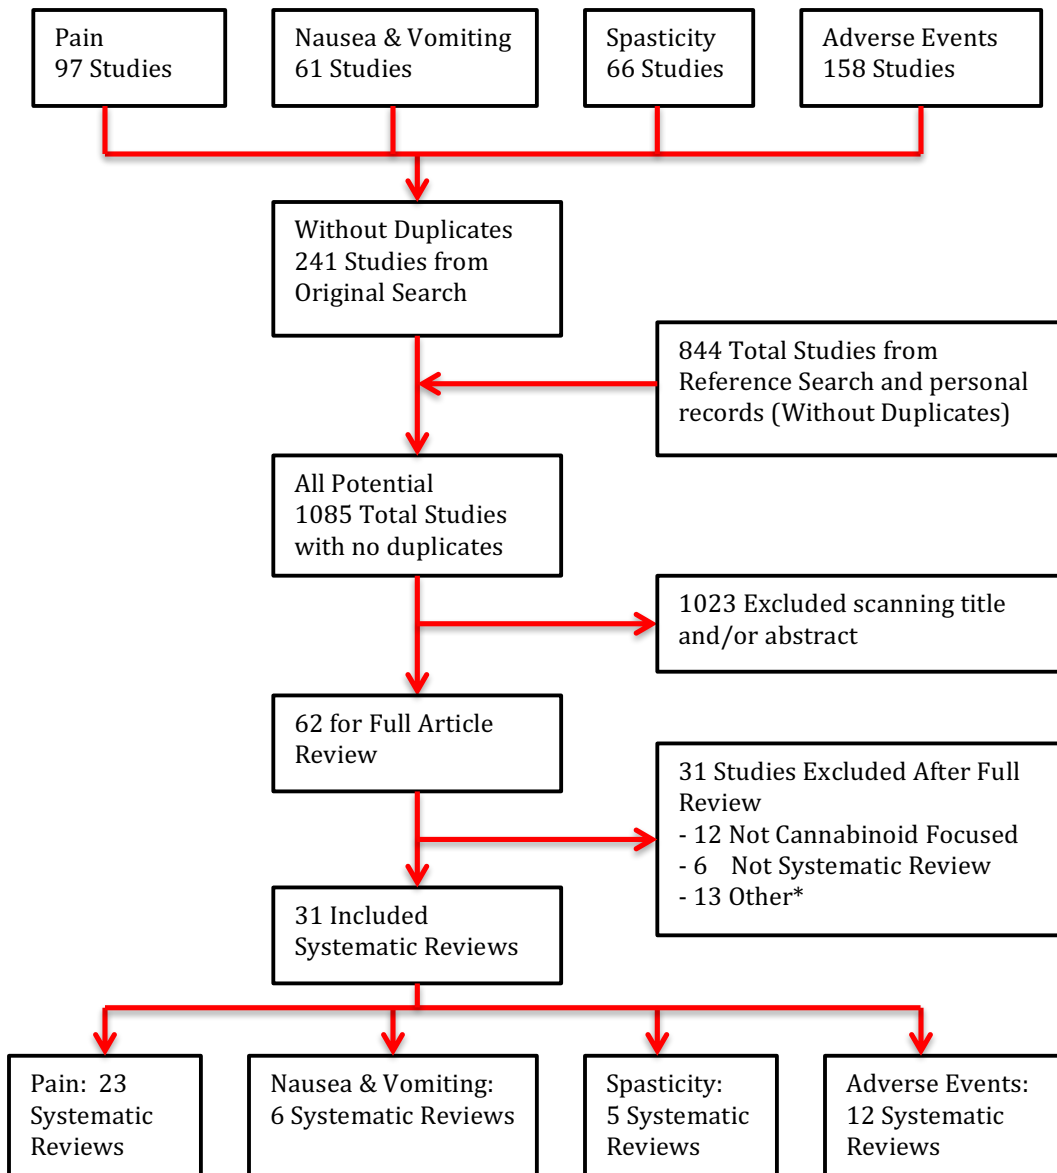 Pain
97 Studies
Nausea & Vomiting
61 Studies
Spasticity
66 Studies
Adverse Events
158 Studies
Without Duplicates
241 Studies from
Original Search
844 Total Studies from
Reference Search and personal
records (Without Duplicates)
All Potential
1085 Total Studies
with no duplicates
1023 Excluded scanning title
and/or abstract
62 for Full Article
Review
31 Studies Excluded After Full
Review
- 12 Not Cannabinoid Focused
- 6 Not Systematic Review
- 13 Other*
31 Included
Systematic Reviews
Pain: 23
Systematic
Reviews
Nausea & Vomiting:
6 Systematic Reviews
Spasticity:
5 Systematic
Reviews
Adverse Events:
12 Systematic
Reviews